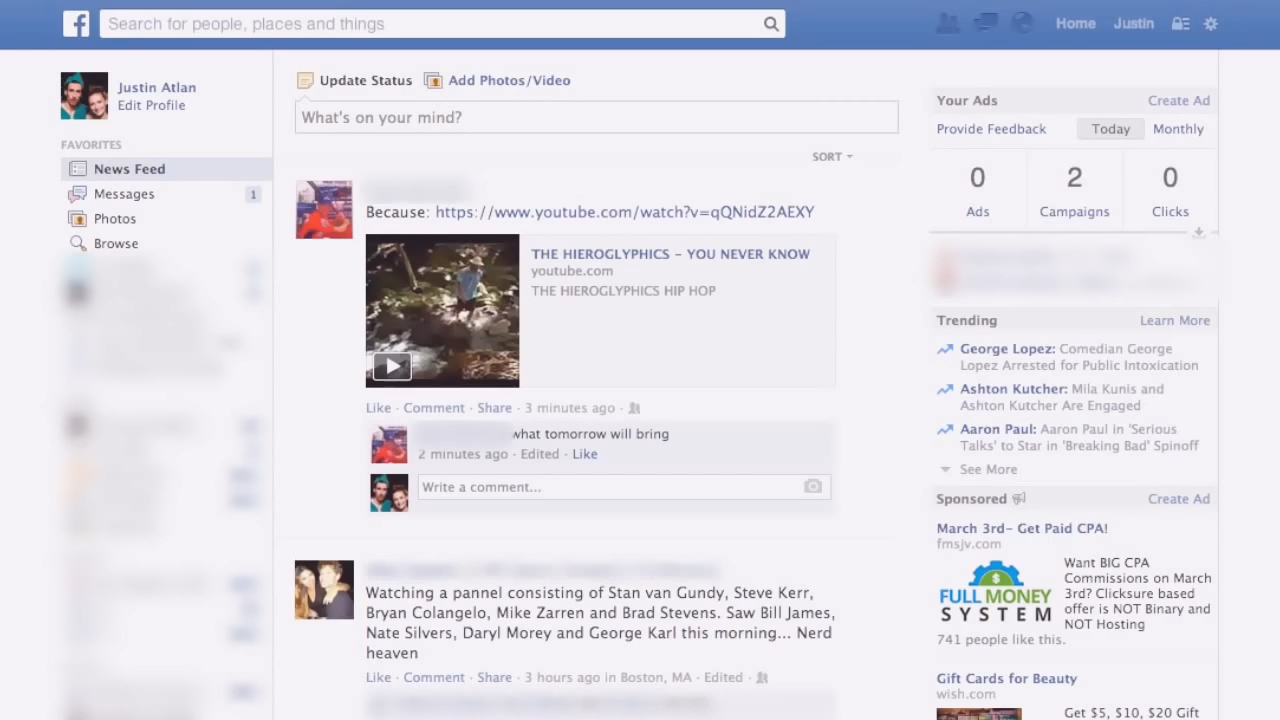 f
Search for people, places and things
Home
Justin
Justin Atlan
Edit Profile
FAVORITES
News Feed
Messages 1
Photos
Browse
Update Status
Add Photos/Video
What's on your mind?
SORT
Because: https://www.youtube.com/watch?v=qQNidZ2AEXY
THE HIEROGLYPHICS - YOU NEVER KNOW
youtube.com
THE HIEROGLYPHICS HIP HOP
Like · Comment · Share · 3 minutes ago ·
what tomorrow will bring
2 minutes ago · Edited · Like
Write a comment...
Watching a pannel consisting of Stan van Gundy, Steve Kerr,
Bryan Colangelo, Mike Zarren and Brad Stevens. Saw Bill James,
Nate Silvers, Daryl Morey and George Karl this morning... Nerd
heaven
Like · Comment · Share · 3 hours ago in Boston, MA · Edited ·
Your Ads
Create Ad
Provide Feedback
Today
Monthly
0
2
0
Ads
Campaigns
Clicks
Trending
Learn More
George Lopez: Comedian George
Lopez Arrested for Public Intoxication
Ashton Kutcher: Mila Kunis and
Ashton Kutcher Are Engaged
Aaron Paul: Aaron Paul in 'Serious
Talks' to Star in 'Breaking Bad' Spinoff
See More
Sponsored
Create Ad
March 3rd- Get Paid CPA!
fmsjv.com
FULL MONEY
SYSTEM
Want BIG CPA
Commissions on March
3rd? Clicksure based
offer is NOT Binary and
NOT Hosting
741 people like this.
Gift Cards for Beauty
wish.com
Get $5, $10, $20 Gift